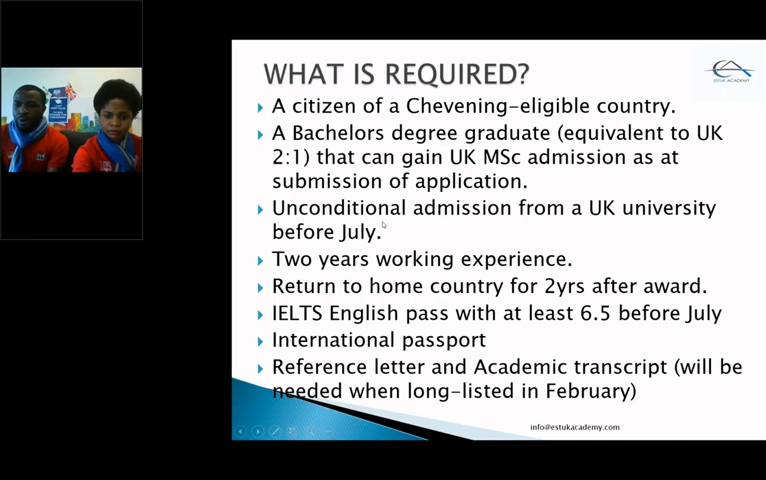 WHAT IS REQUIRED?
ESTUK ACADEMY
A citizen of a Chevening-eligible country.
A Bachelors degree graduate (equivalent to UK
2:1) that can gain UK MSc admission as at
submission of application.
Unconditional admission from a UK university
before July.
Two years working experience.
Return to home country for 2yrs after award.
IELTS English pass with at least 6.5 before July
International passport
Reference letter and Academic transcript (will be
needed when long-listed in February)
info@estukacademy.com